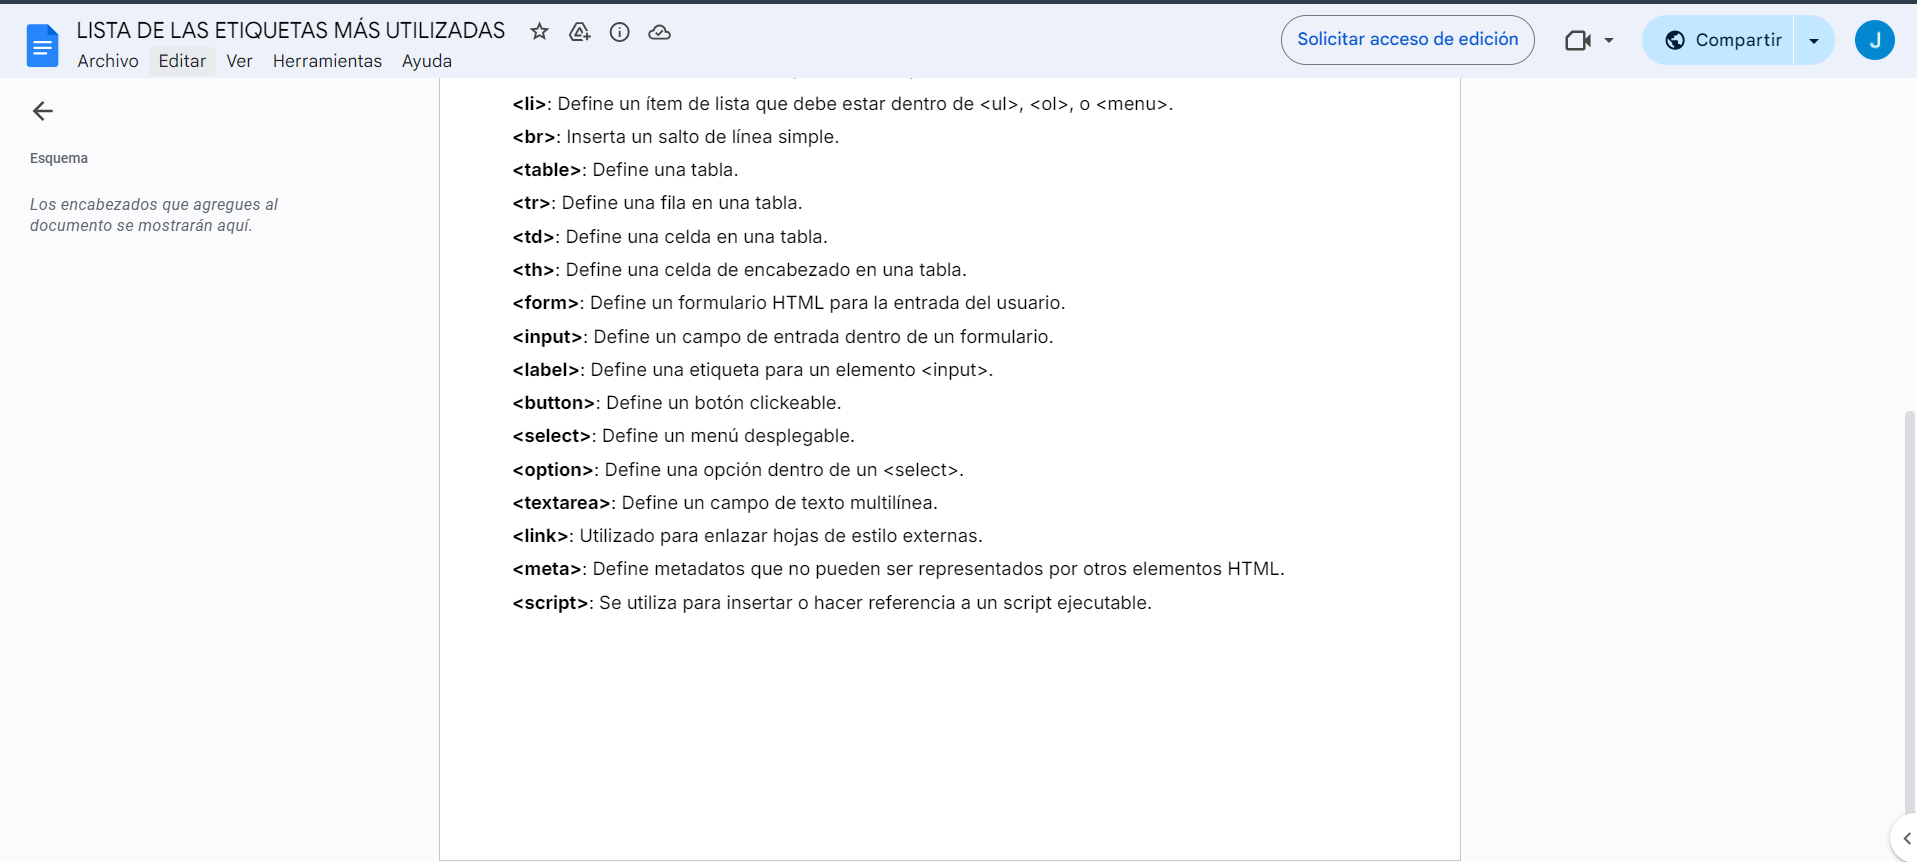 LISTA DE LAS ETIQUETAS MÁS UTILIZADAS
Archivo Editar Ver Herramientas Ayuda
Solicitar acceso de edición
Compartir
J
Esquema
Los encabezados que agregues al
documento se mostrarán aquí.
<li>: Define un ítem de lista que debe estar dentro de <ul>, <ol>, o <menu>.
<br>: Inserta un salto de línea simple.
<table>: Define una tabla.
<tr>: Define una fila en una tabla.
<td>: Define una celda en una tabla.
<th>: Define una celda de encabezado en una tabla.
<form>: Define un formulario HTML para la entrada del usuario.
<input>: Define un campo de entrada dentro de un formulario.
<label>: Define una etiqueta para un elemento <input>.
<button>: Define un botón clickeable.
<select>: Define un menú desplegable.
<option>: Define una opción dentro de un <select>.
<textarea>: Define un campo de texto multilínea.
<link>: Utilizado para enlazar hojas de estilo externas.
<meta>: Define metadatos que no pueden ser representados por otros elementos HTML.
<script>: Se utiliza para insertar o hacer referencia a un script ejecutable.